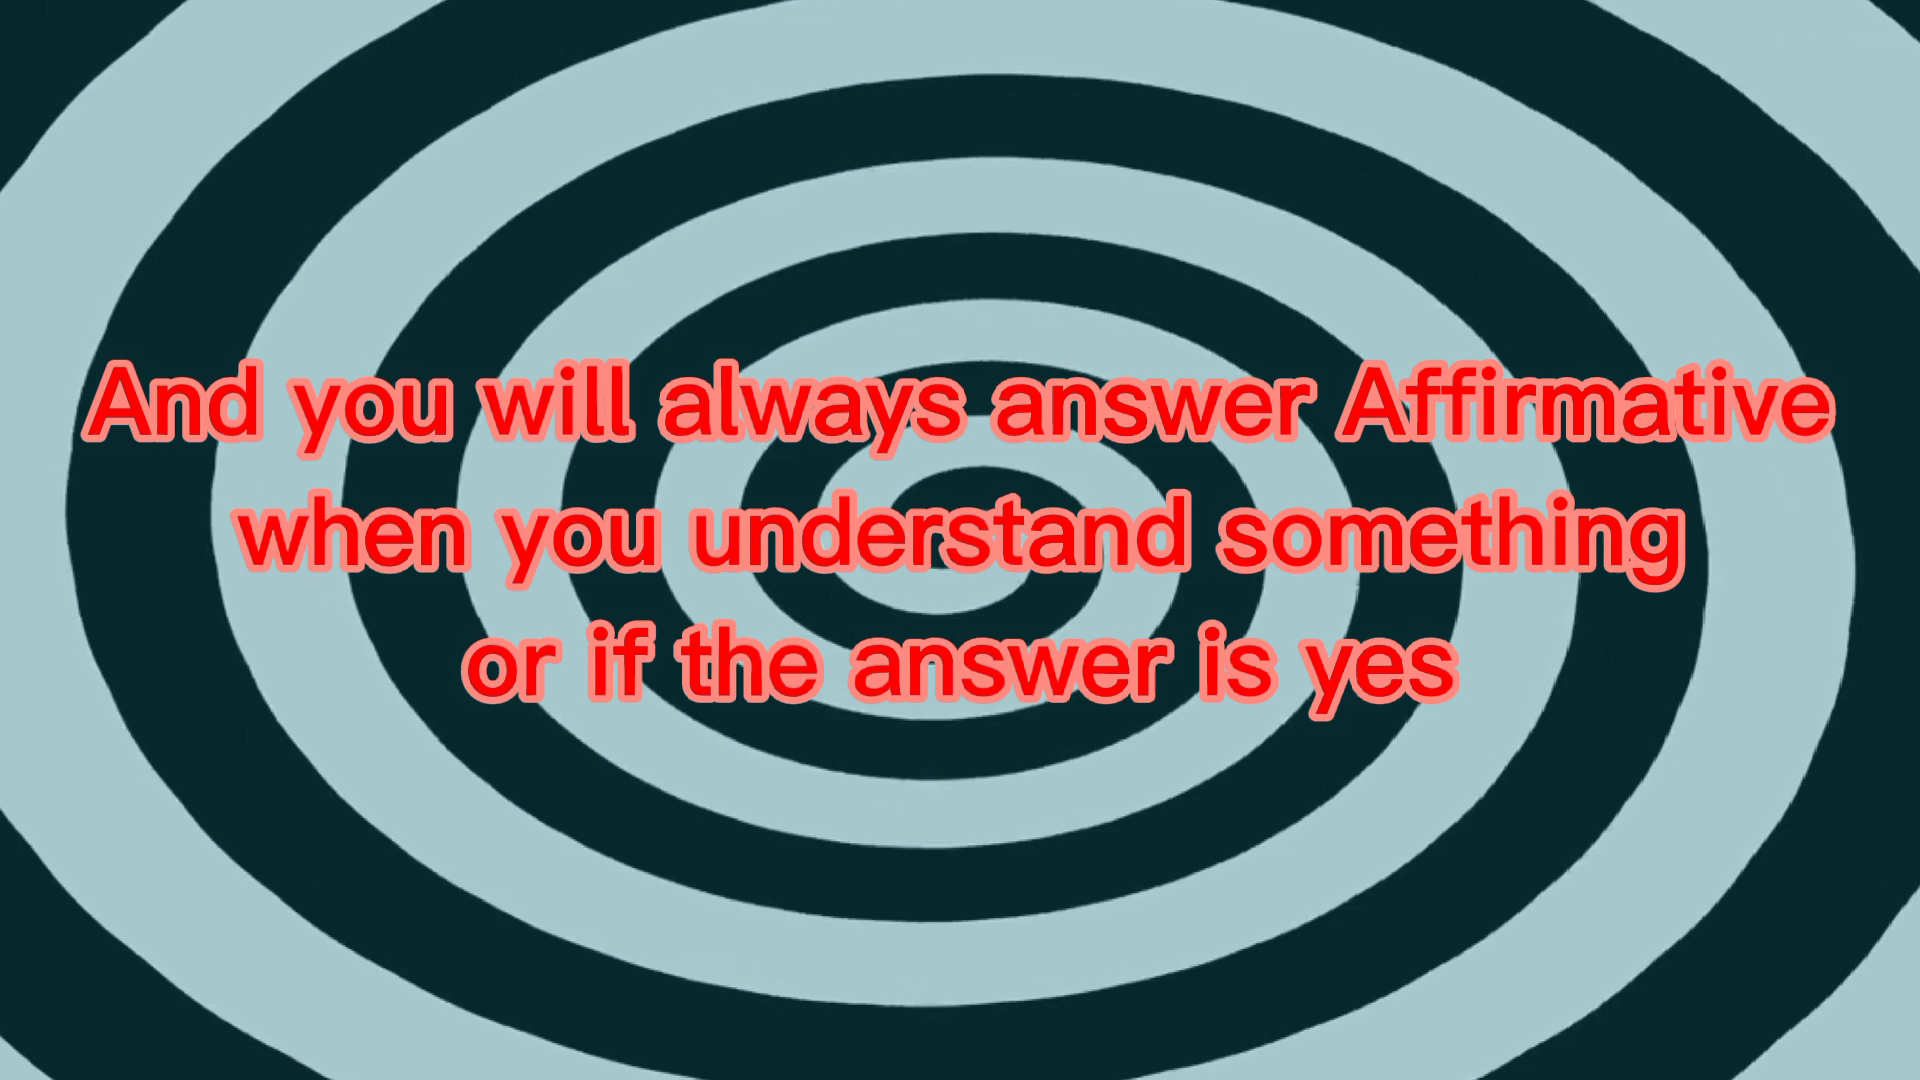 And you will always answer Affirmative
when you understand something
or if the answer is yes